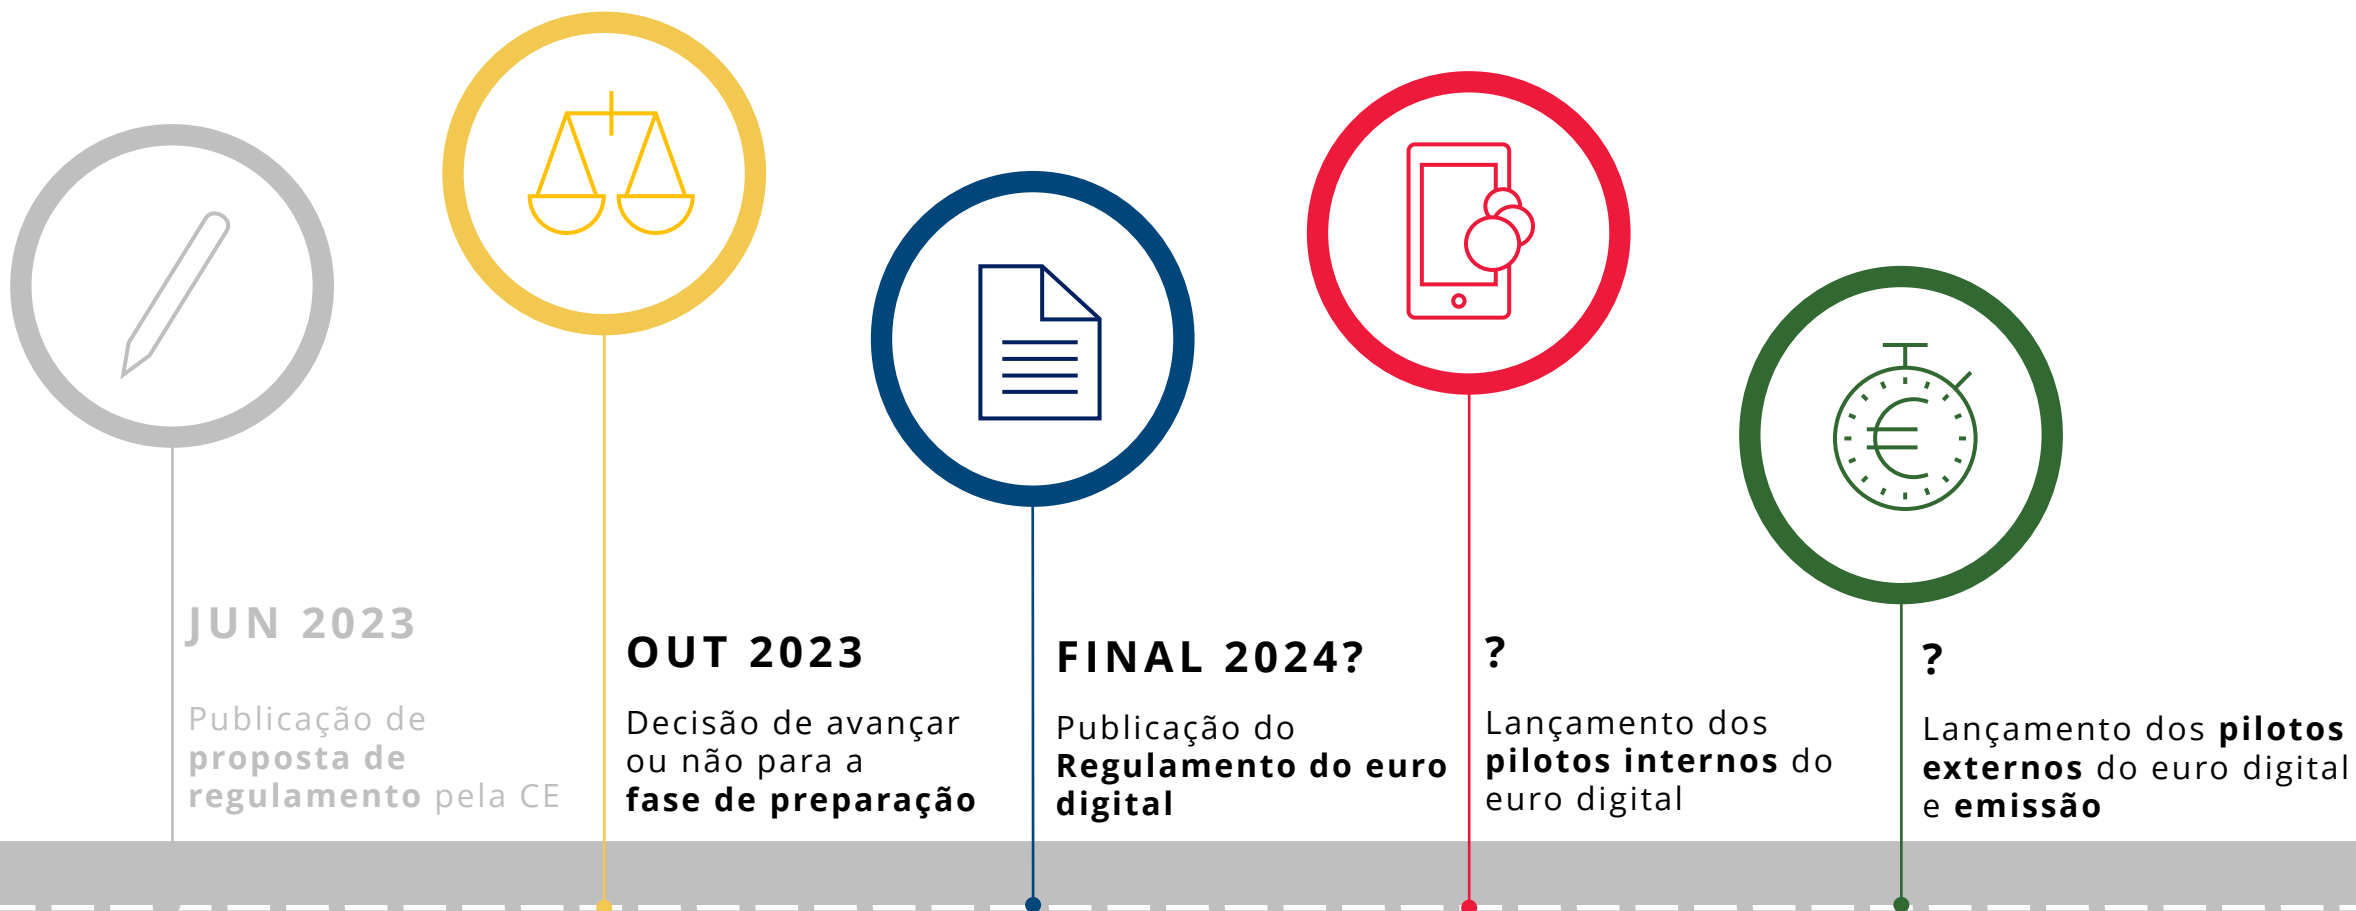 JUN 2023
Publicação de
proposta de
regulamento pela CE
OUT 2023
Decisão de avançar
ou não para a
fase de preparação
FINAL 2024?
Publicação do
Regulamento do euro
digital
?
Lançamento dos
pilotos internos do
euro digital
?
Lançamento dos pilotos
externos do euro digital
e emissão